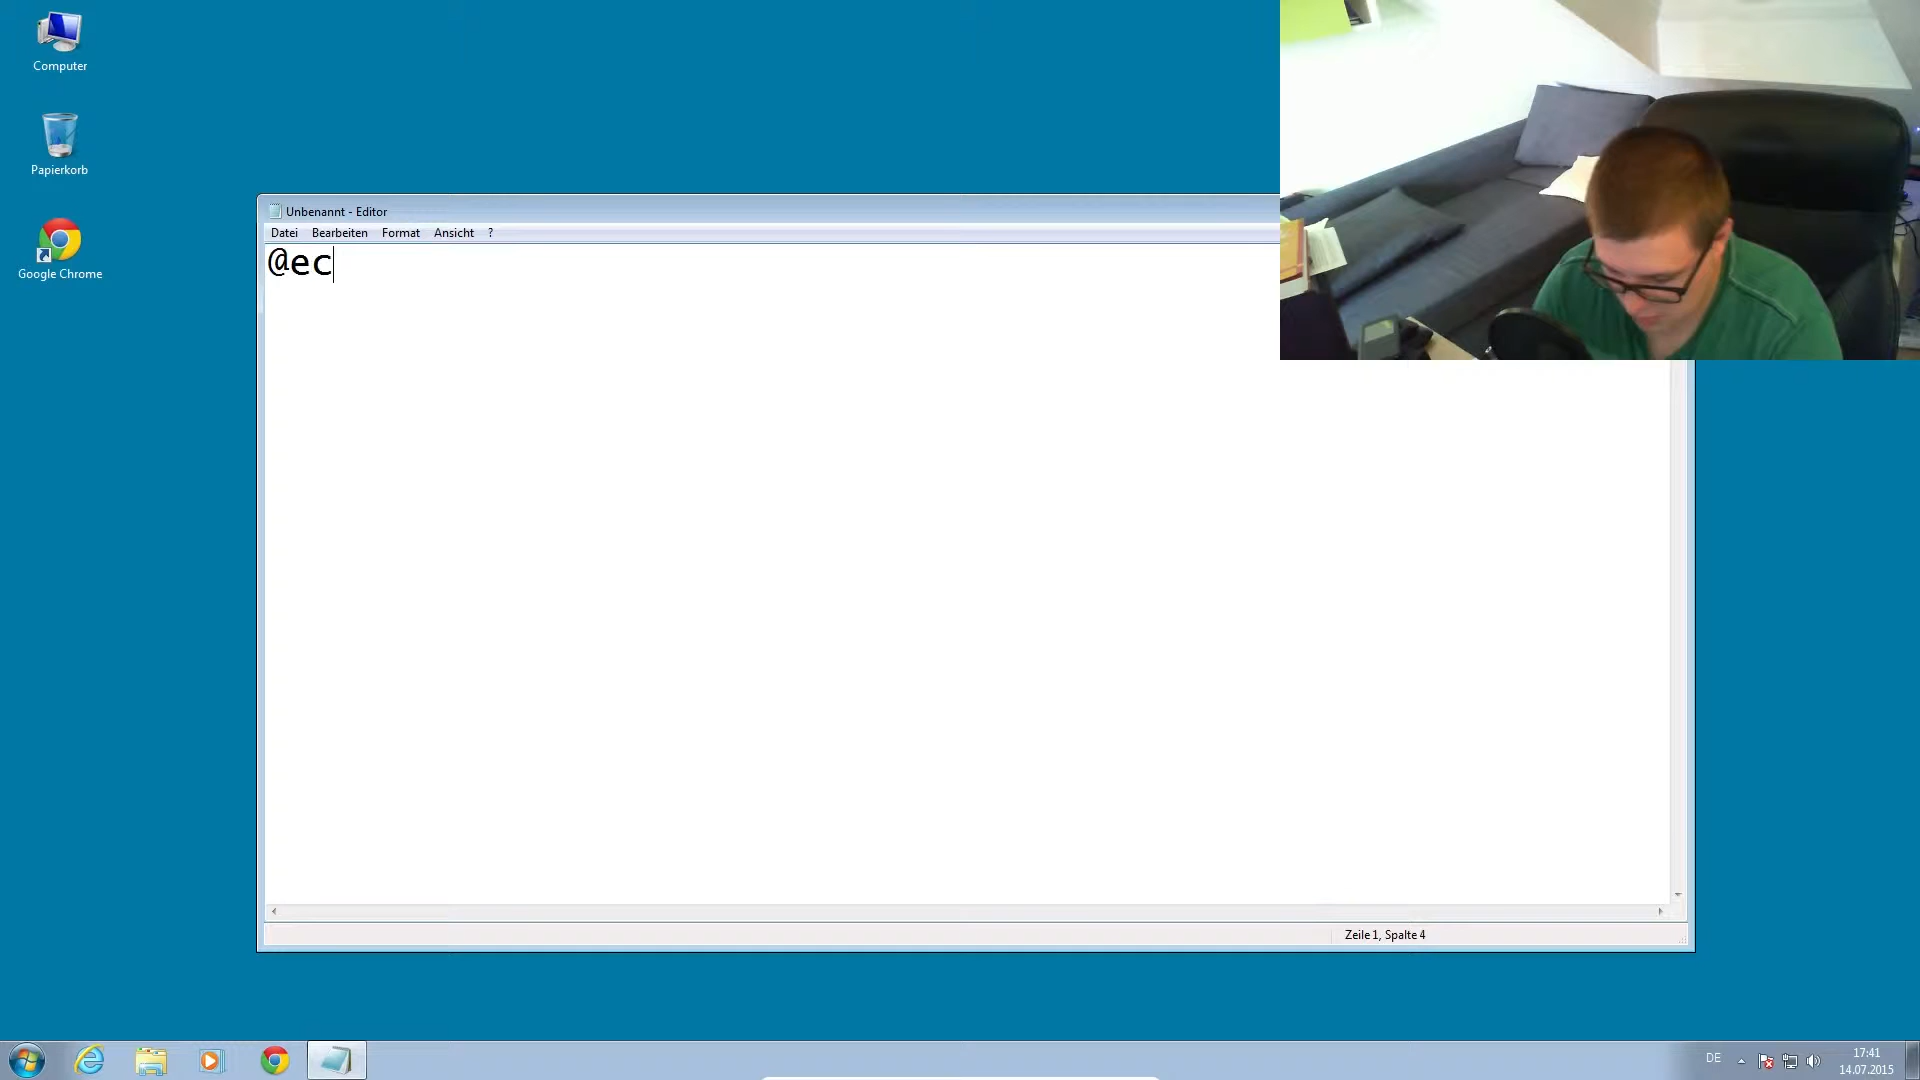 Computer
Papierkorb
Google Chrome
Unbenannt - Editor
Datei Bearbeiten Format Ansicht ?
@ec
Zeile 1, Spalte 4
DE
17:41
14.07.2015